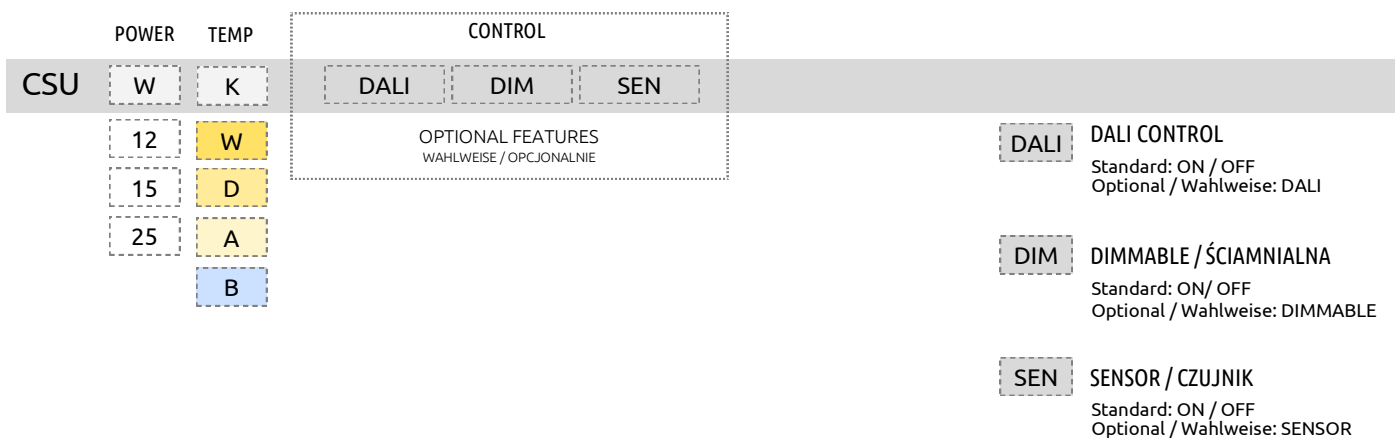 POWER TEMP CONTROL
CSU W K DALI DIM SEN
12 W OPTIONAL FEATURES
WAHLWEISE / OPCJONALNIE
15 D
25 A
B
DALI DALI CONTROL
Standard: ON / OFF
Optional / Wahlweise: DALI
DIM DIMMABLE / ŚCIAMNIALNA
Standard: ON/ OFF
Optional / Wahlweise: DIMMABLE
SEN SENSOR / CZUJNIK
Standard: ON / OFF
Optional / Wahlweise: SENSOR